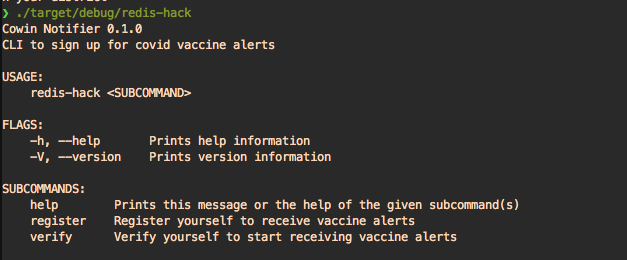 n your district
❯ ./target/debug/redis-hack
Cowin Notifier 0.1.0
CLI to sign up for covid vaccine alerts
USAGE:
redis-hack <SUBCOMMAND>
FLAGS:
-h, --help Prints help information
-V, --version Prints version information
SUBCOMMANDS:
help Prints this message or the help of the given subcommand(s)
register Register yourself to receive vaccine alerts
verify Verify yourself to start receiving vaccine alerts